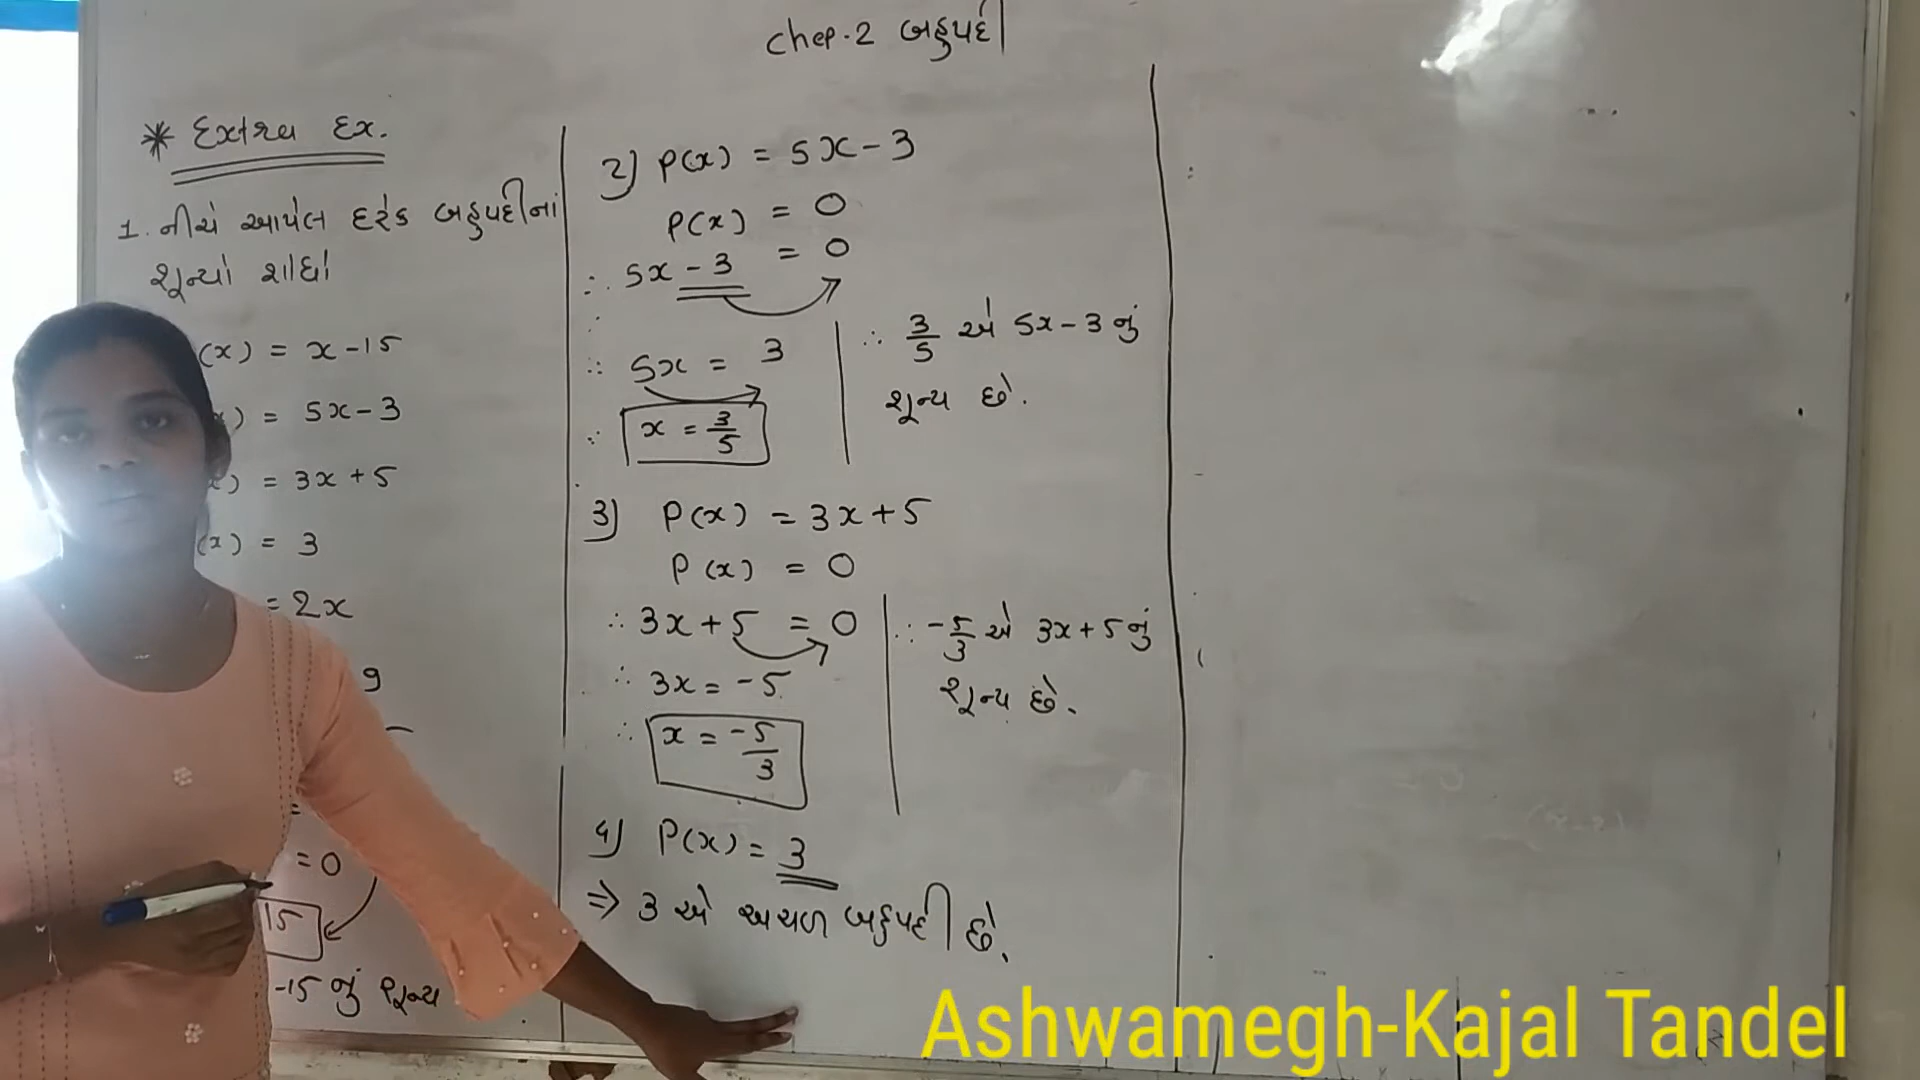 Chep.2 બહુપદી
* Extra Ex.
1. નીચે આપેલ દરેક બહુપદીનાં
શૂન્યો શોધો
(x) = x-15
) = 5x-3
) = 3x+5
(x) = 3
= 2x
9
= 0
15
-15 નું શૂન્ય
2) P(x) = 5x-3
P(x) = 0
∴ 5x-3 = 0
∴ 5x = 3
∴ x = 3/5
∴ 3/5 એ 5x-3 નું
શૂન્ય છે.
3) P(x) = 3x+5
P(x) = 0
∴ 3x+5 = 0
∴ 3x = -5
∴ x = -5/3
∴ -5/3 એ 3x+5 નું
શૂન્ય છે.
4) P(x) = 3
⇒ 3 એ અચળ બહુપદી છે.
Ashwamegh-Kajal Tandel